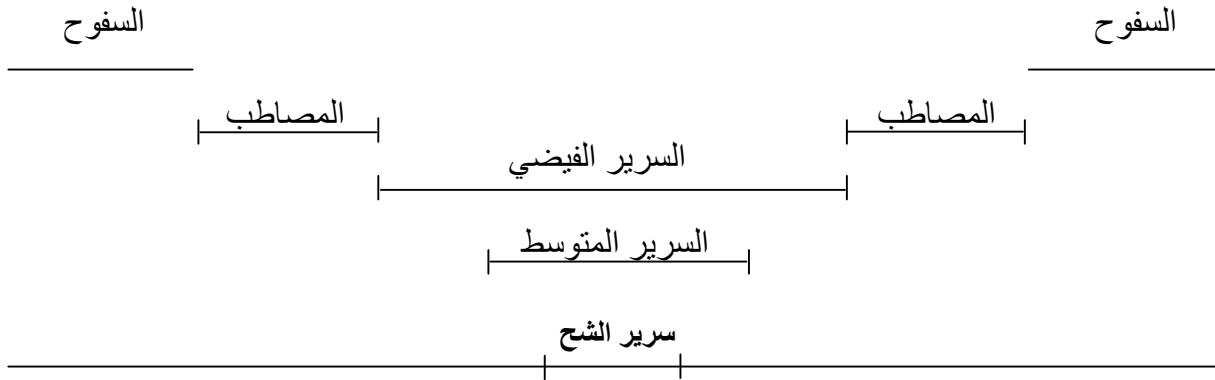 السفوح السفوح
المصاطب المصاطب
السرير الفيضي
السرير المتوسط
سرير الشح